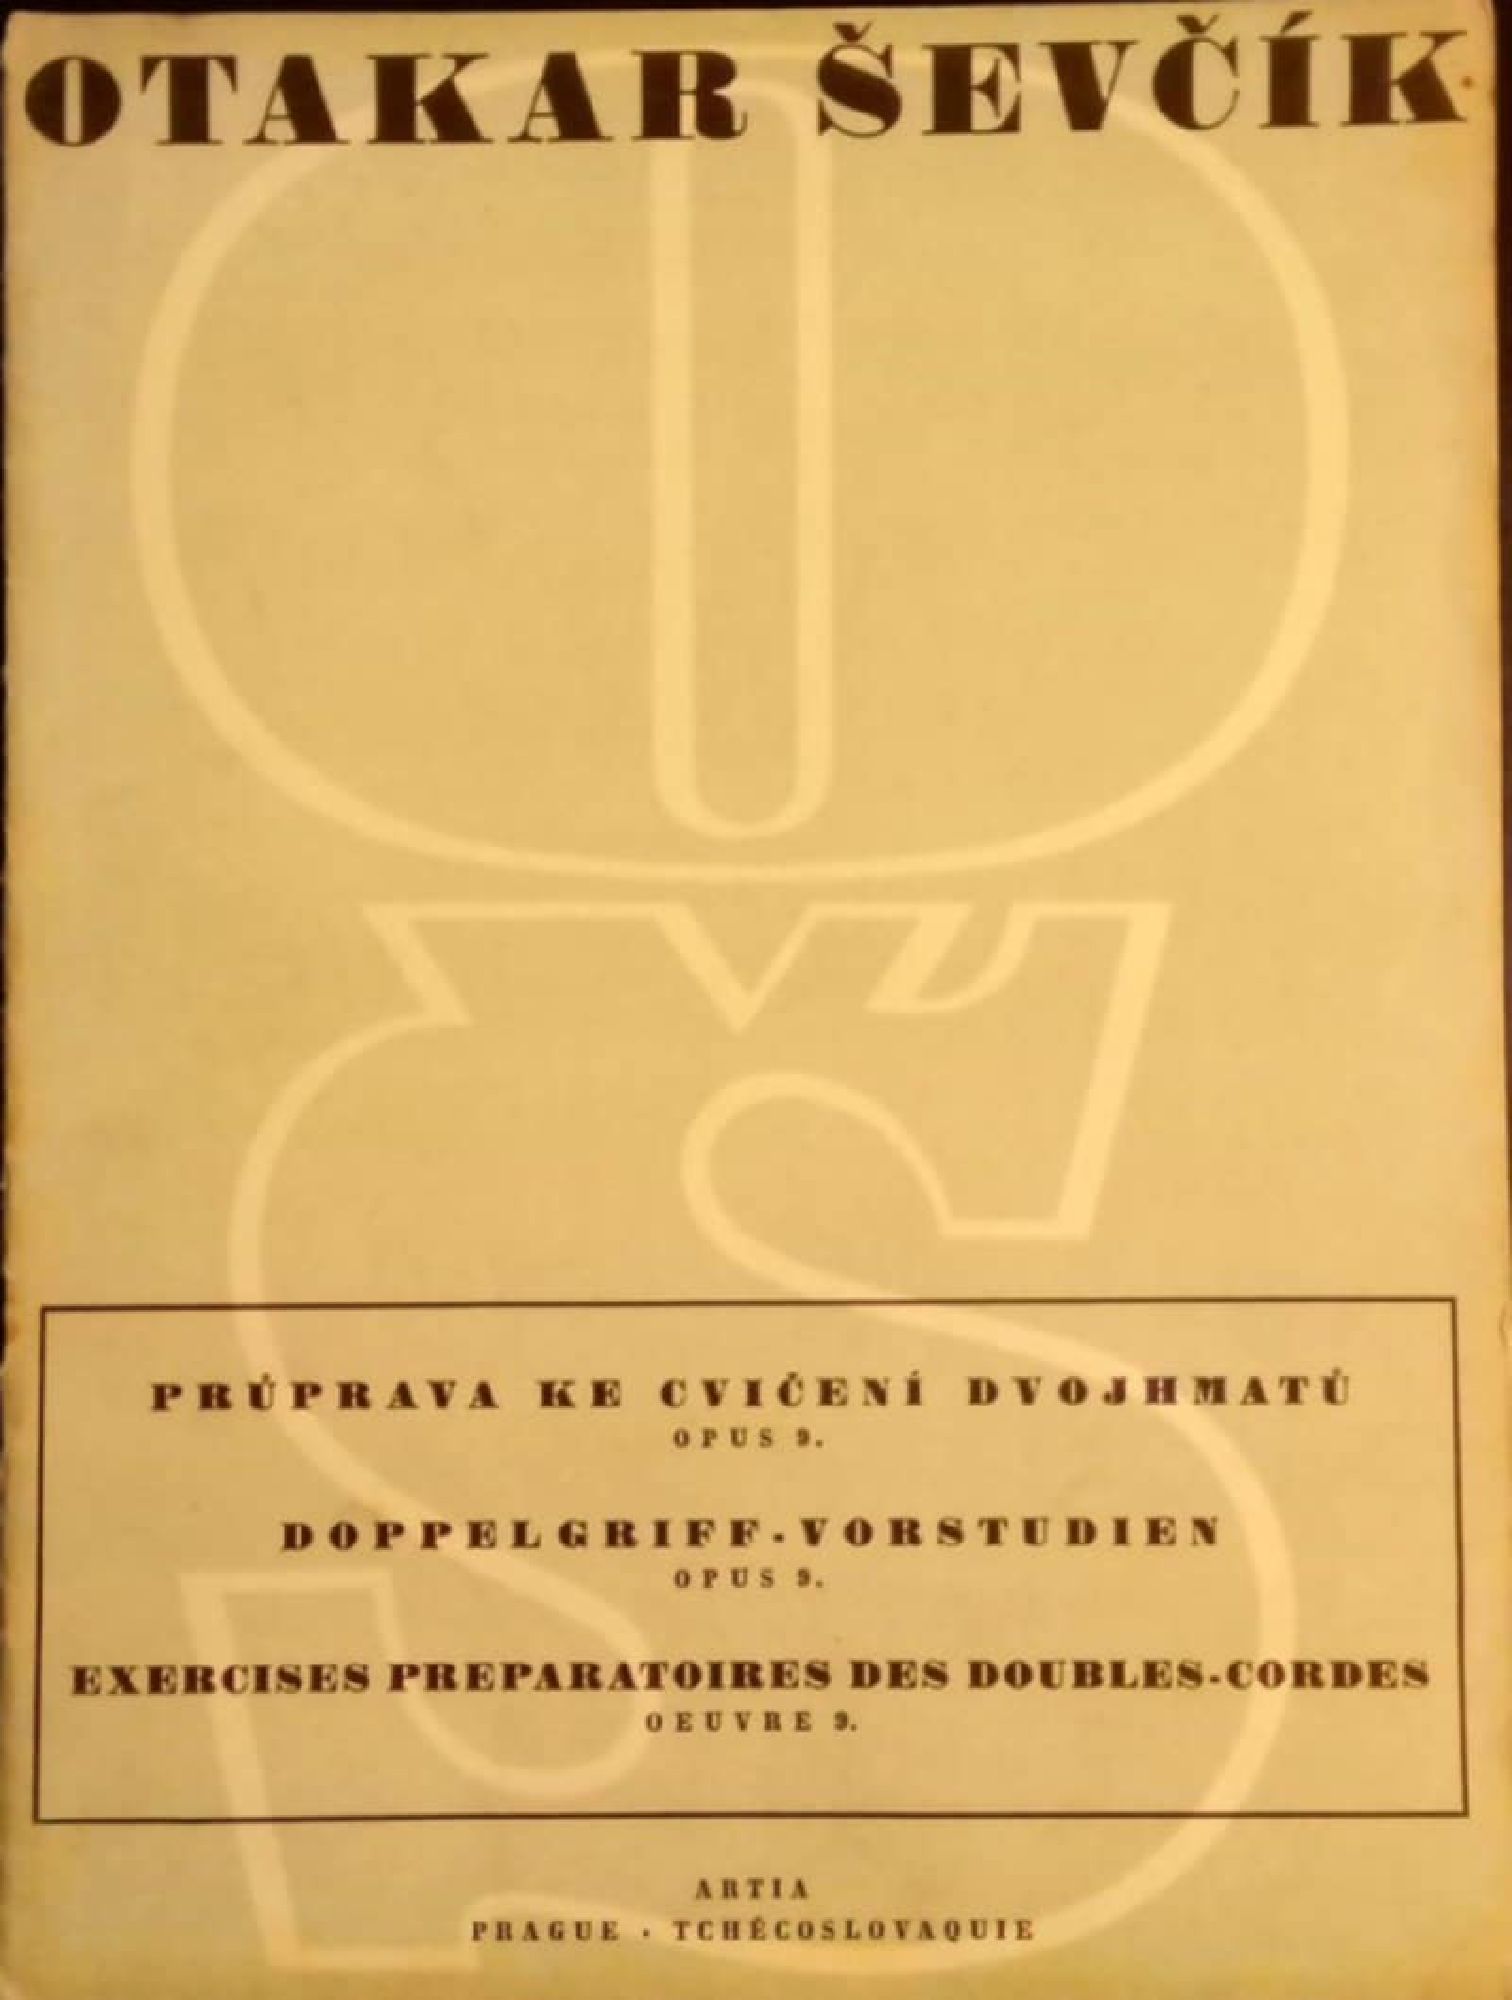 OTAKAR ŠEVČÍK
OŠ
PRŮPRAVA KE CVIČENÍ DVOJHMATŮ
OPUS 9.
DOPPELGRIFF-VORSTUDIEN
OPUS 9.
EXERCISES PREPARATOIRES DES DOUBLES-CORDES
OEUVRE 9.
ARTIA
PRAGUE · TCHÉCOSLOVAQUIE